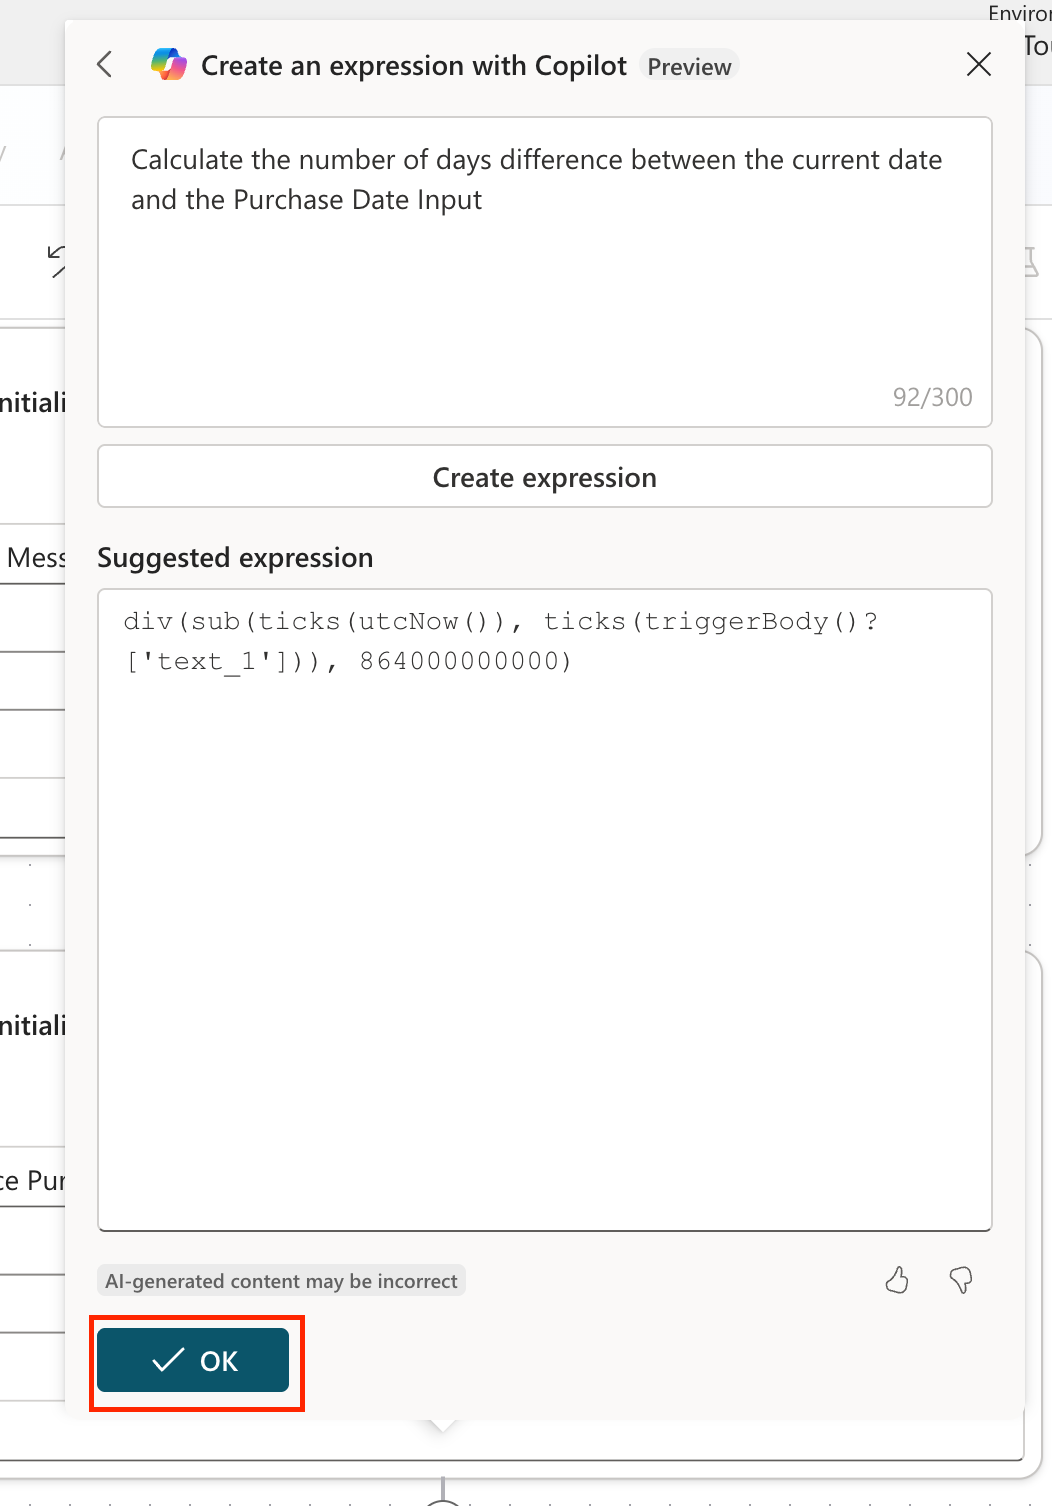 Environ
To
Create an expression with Copilot Preview
Calculate the number of days difference between the current date
and the Purchase Date Input
92/300
nitiali
Create expression
Mess
Suggested expression
div(sub(ticks(utcNow()), ticks(triggerBody()?
['text_1'])), 864000000000)
nitiali
ce Pur
AI-generated content may be incorrect
OK